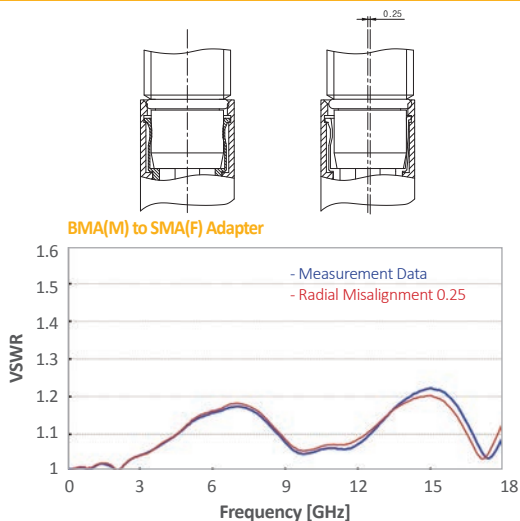 0.25
BMA(M) to SMA(F) Adapter
1.6
1.5
1.4
1.3
1.2
1.1
1
VSWR
- Measurement Data
- Radial Misalignment 0.25
0 3 6 9 12 15 18
Frequency [GHz]